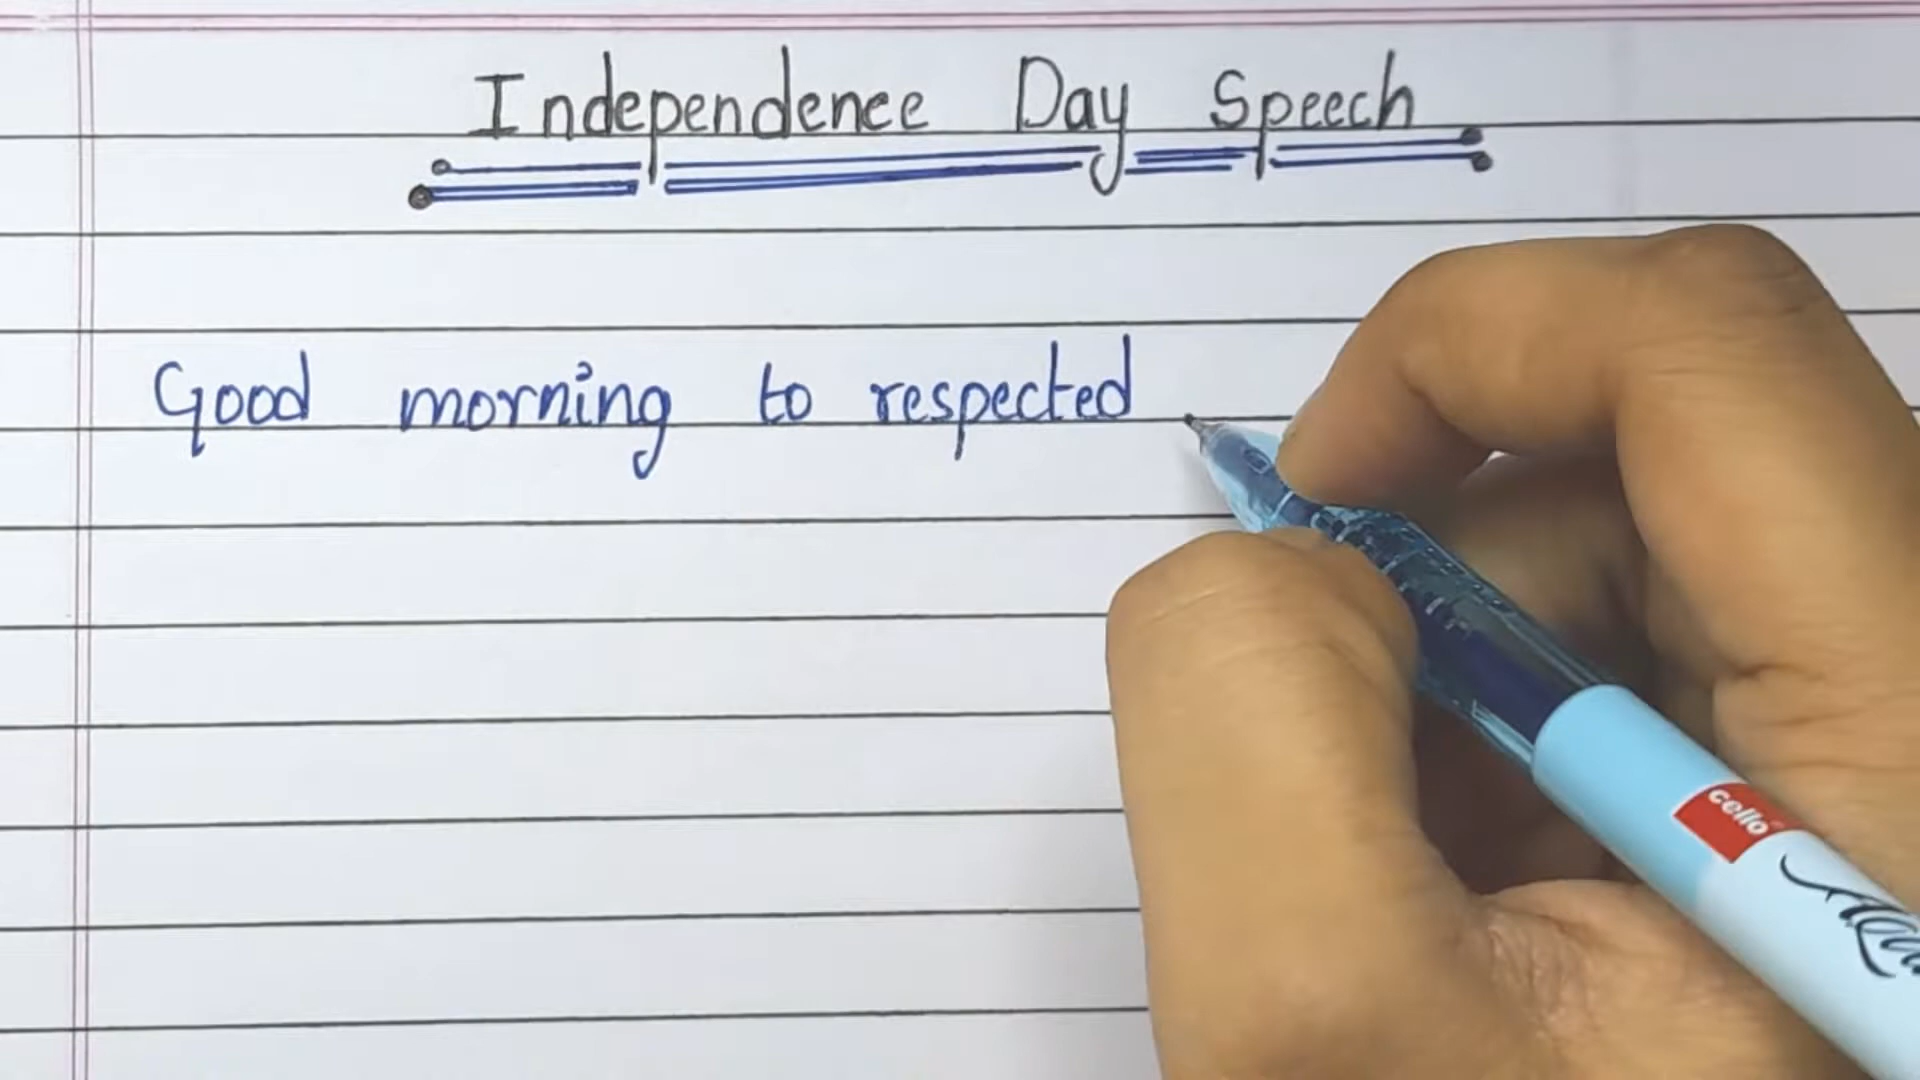 Independence Day Speech
Good morning to respected
cello